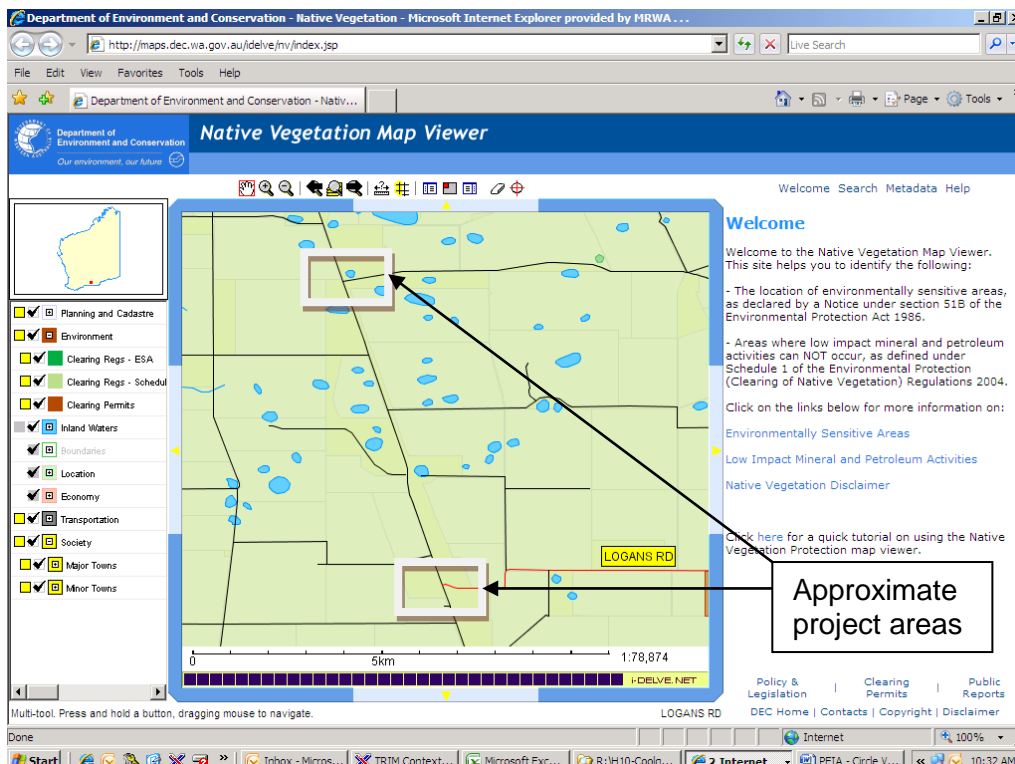 Department of Environment and Conservation - Native Vegetation - Microsoft Internet Explorer provided by MRWA ...
http://maps.dec.wa.gov.au/idelve/nv/index.jsp
Live Search
File Edit View Favorites Tools Help
Department of Environment and Conservation - Nativ...
Page Tools
Department of
Environment and Conservation
Our environment, our future
Native Vegetation Map Viewer
Welcome Search Metadata Help
Planning and Cadastre
Environment
Clearing Regs - ESA
Clearing Regs - Schedul
Clearing Permits
Inland Waters
Boundaries
Location
Economy
Transportation
Society
Major Towns
Minor Towns
LOGANS RD
0 5km 1:78,874
i-DELVE.NET
Welcome
Welcome to the Native Vegetation Map Viewer.
This site helps you to identify the following:
- The location of environmentally sensitive areas,
as declared by a Notice under section 51B of the
Environmental Protection Act 1986.
- Areas where low impact mineral and petroleum
activities can NOT occur, as defined under
Schedule 1 of the Environmental Protection
(Clearing of Native Vegetation) Regulations 2004.
Click on the links below for more information on:
Environmentally Sensitive Areas
Low Impact Mineral and Petroleum Activities
Native Vegetation Disclaimer
Click here for a quick tutorial on using the Native
Vegetation Protection map viewer.
Approximate
project areas
Policy &
Legislation | Clearing
Permits | Public
Reports
DEC Home | Contacts | Copyright | Disclaimer
Multi-tool. Press and hold a button, dragging mouse to navigate.
LOGANS RD
Done
Internet
100%
Start
Inbox - Micros...
TRIM Context...
Microsoft Exc...
R:\H10-Coolg...
2 Internet
PEIA - Circle V...
10:32 AM